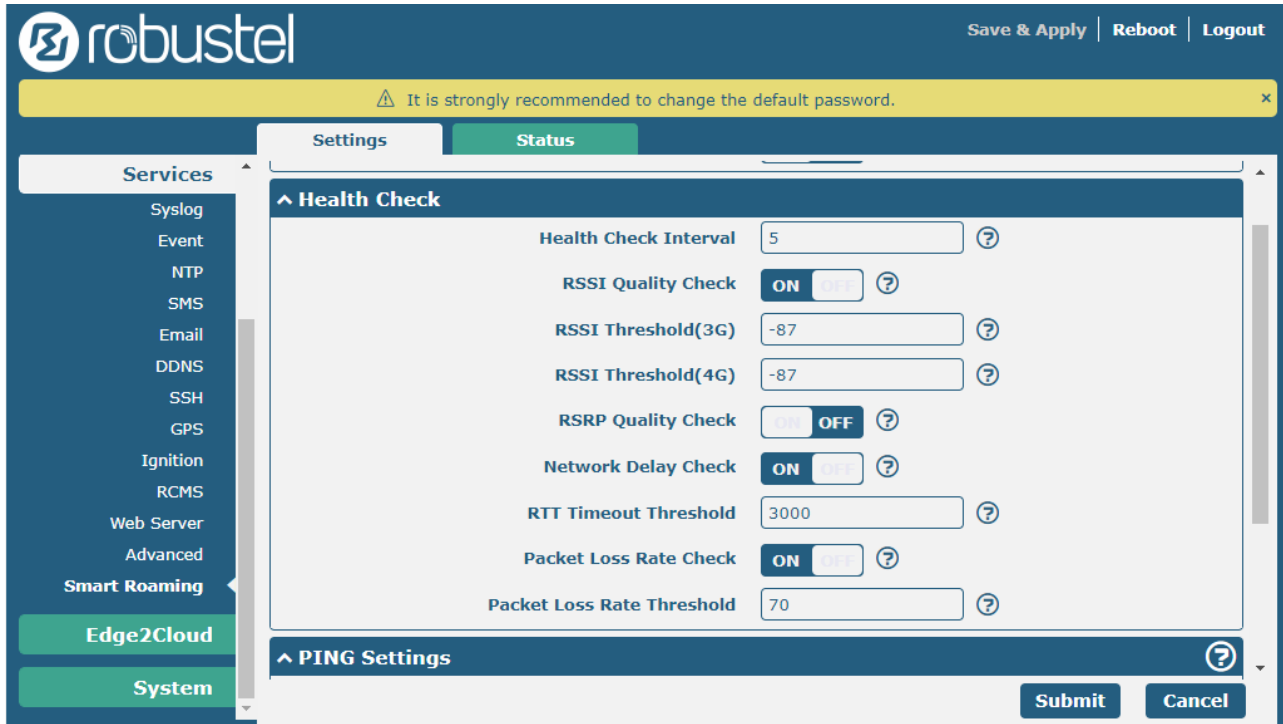 robustel
Save & Apply | Reboot | Logout
⚠ It is strongly recommended to change the default password. ×
Settings Status
Services
Syslog
Event
NTP
SMS
Email
DDNS
SSH
GPS
Ignition
RCMS
Web Server
Advanced
Smart Roaming
Edge2Cloud
System
Health Check
Health Check Interval 5 ?
RSSI Quality Check ON OFF ?
RSSI Threshold(3G) -87 ?
RSSI Threshold(4G) -87 ?
RSRP Quality Check ON OFF ?
Network Delay Check ON OFF ?
RTT Timeout Threshold 3000 ?
Packet Loss Rate Check ON OFF ?
Packet Loss Rate Threshold 70 ?
PING Settings ?
Submit Cancel